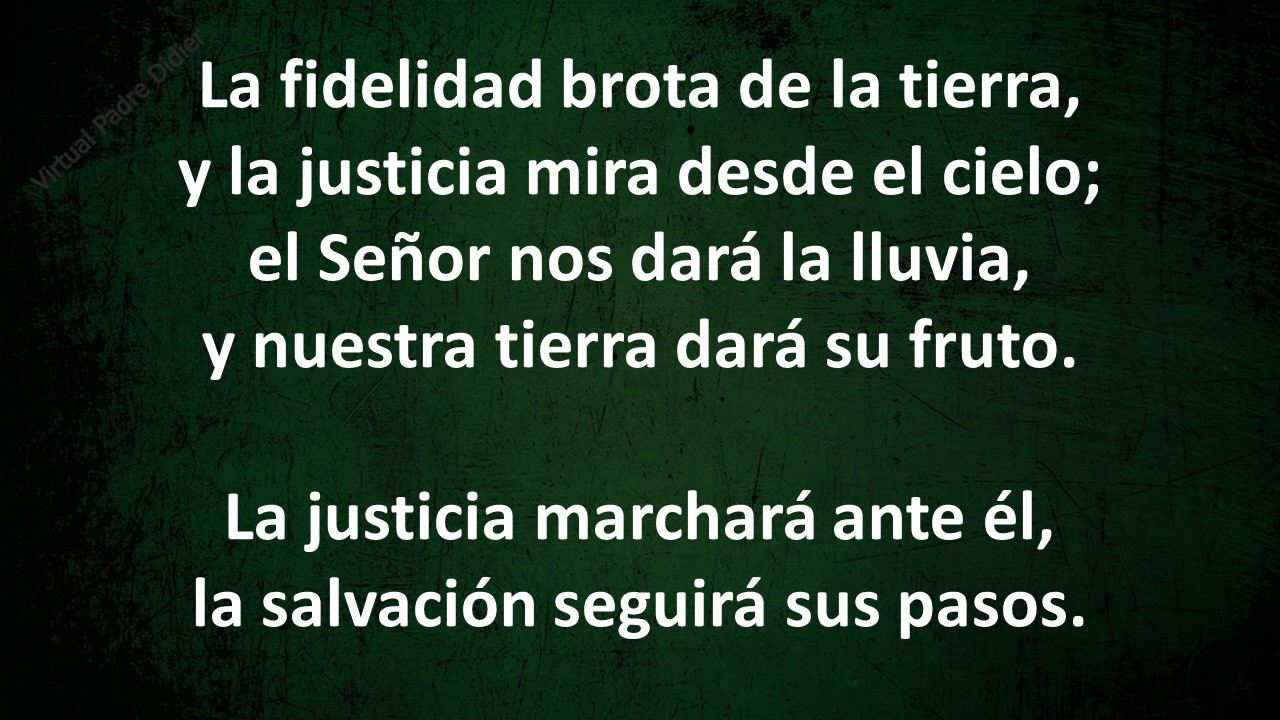 Virtual Padre Didier
La fidelidad brota de la tierra,
y la justicia mira desde el cielo;
el Señor nos dará la lluvia,
y nuestra tierra dará su fruto.
La justicia marchará ante él,
la salvación seguirá sus pasos.